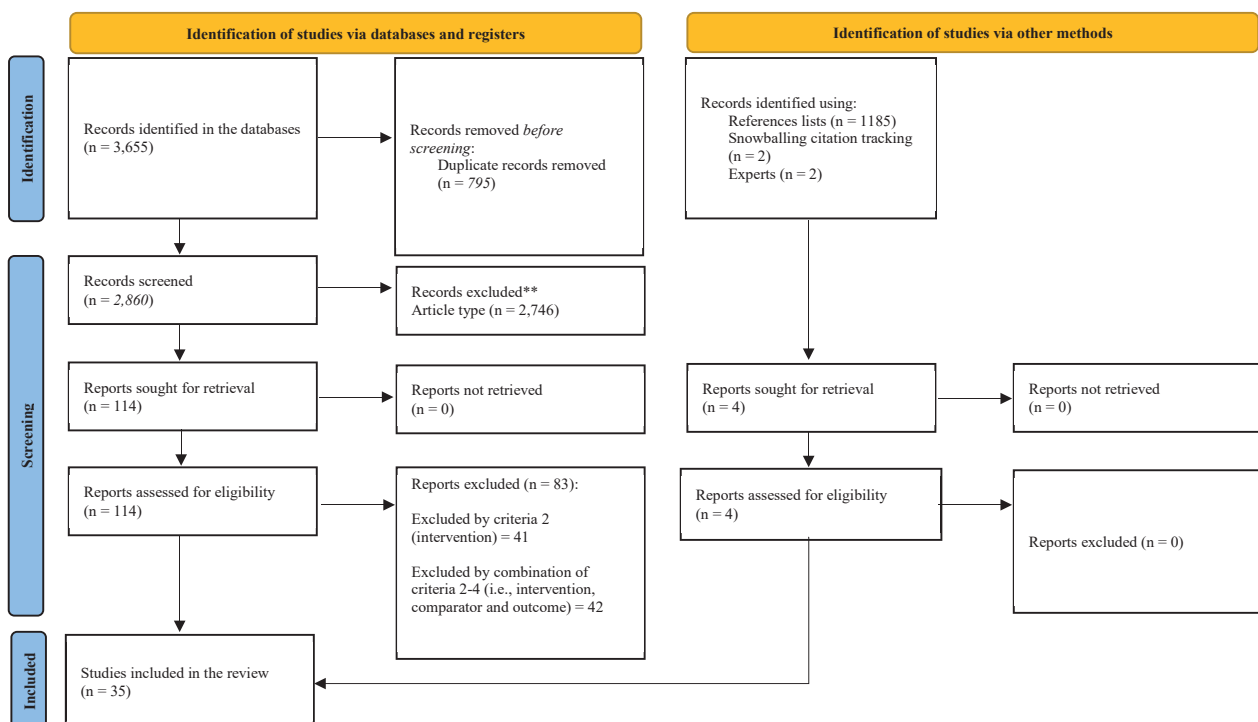 Identification of studies via databases and registers
Identification of studies via other methods
Identification
Records identified in the databases
(n = 3,655)
Records removed before
screening:
Duplicate records removed
(n = 795)
Records identified using:
References lists (n = 1185)
Snowballing citation tracking
(n = 2)
Experts (n = 2)
Screening
Records screened
(n = 2,860)
Records excluded**
Article type (n = 2,746)
Reports sought for retrieval
(n = 114)
Reports not retrieved
(n = 0)
Reports sought for retrieval
(n = 4)
Reports not retrieved
(n = 0)
Reports assessed for eligibility
(n = 114)
Reports excluded (n = 83):
Excluded by criteria 2
(intervention) = 41
Excluded by combination of
criteria 2-4 (i.e., intervention,
comparator and outcome) = 42
Reports assessed for eligibility
(n = 4)
Reports excluded (n = 0)
Included
Studies included in the review
(n = 35)